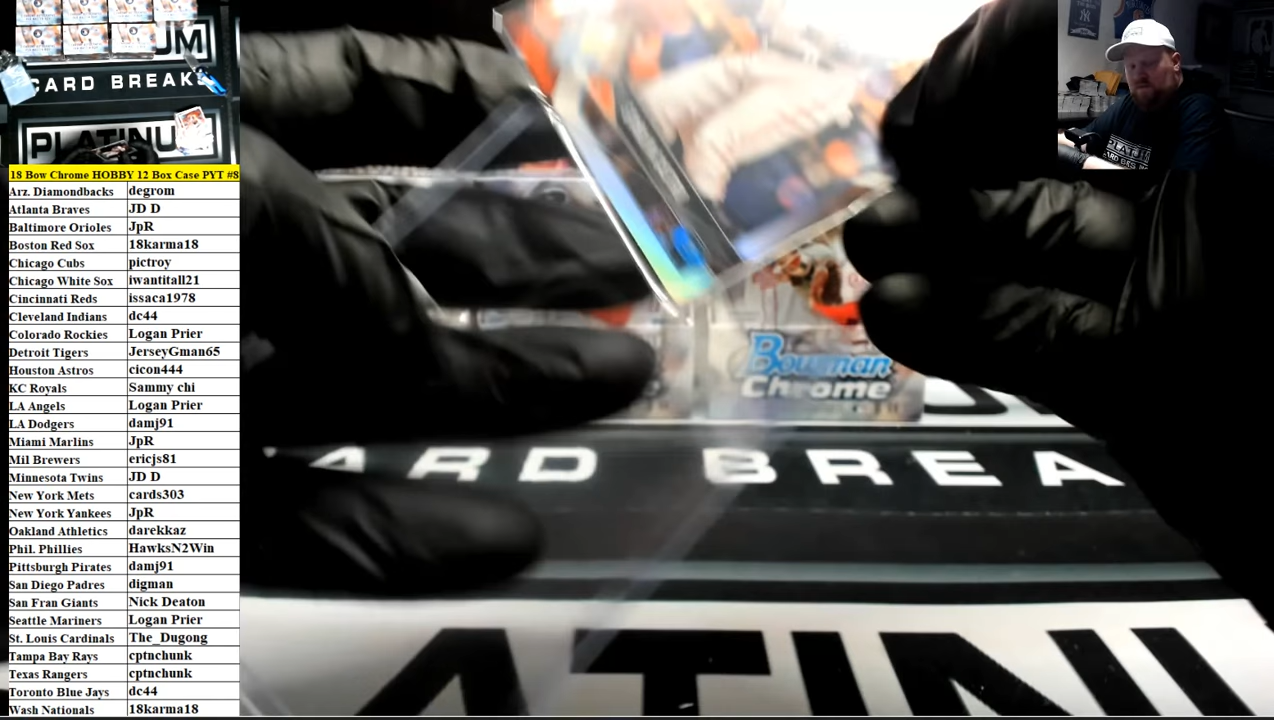 UM
CARD BREAKS
PLATINUM
18 Bow Chrome HOBBY 12 Box Case PYT #8
Arz. Diamondbacks degrom
Atlanta Braves JD D
Baltimore Orioles JpR
Boston Red Sox 18karma18
Chicago Cubs pictroy
Chicago White Sox iwantitall21
Cincinnati Reds issaca1978
Cleveland Indians dc44
Colorado Rockies Logan Prier
Detroit Tigers JerseyGman65
Houston Astros cicon444
KC Royals Sammy chi
LA Angels Logan Prier
LA Dodgers damj91
Miami Marlins JpR
Mil Brewers ericjs81
Minnesota Twins JD D
New York Mets cards303
New York Yankees JpR
Oakland Athletics darekkaz
Phil. Phillies HawksN2Win
Pittsburgh Pirates damj91
San Diego Padres digman
San Fran Giants Nick Deaton
Seattle Mariners Logan Prier
St. Louis Cardinals The_Dugong
Tampa Bay Rays cptnchunk
Texas Rangers cptnchunk
Toronto Blue Jays dc44
Wash Nationals 18karma18
Bowman
Chrome
ARD BREA
ATINU